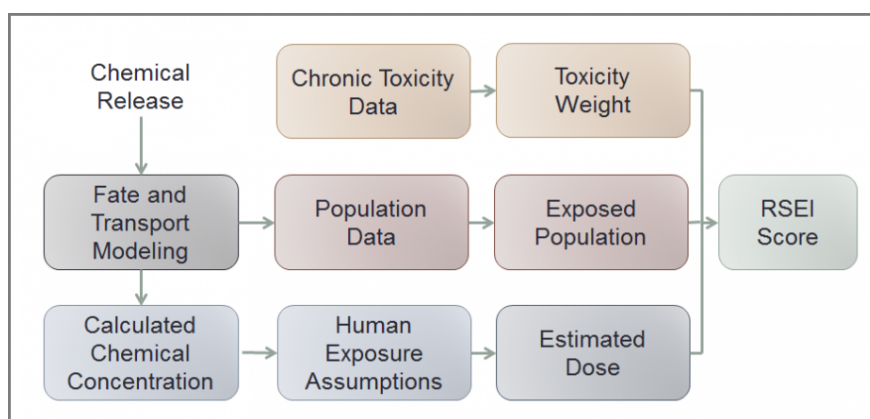 Chemical
Release
Chronic Toxicity
Data
Toxicity
Weight
Fate and
Transport
Modeling
Population
Data
Exposed
Population
RSEI
Score
Calculated
Chemical
Concentration
Human
Exposure
Assumptions
Estimated
Dose